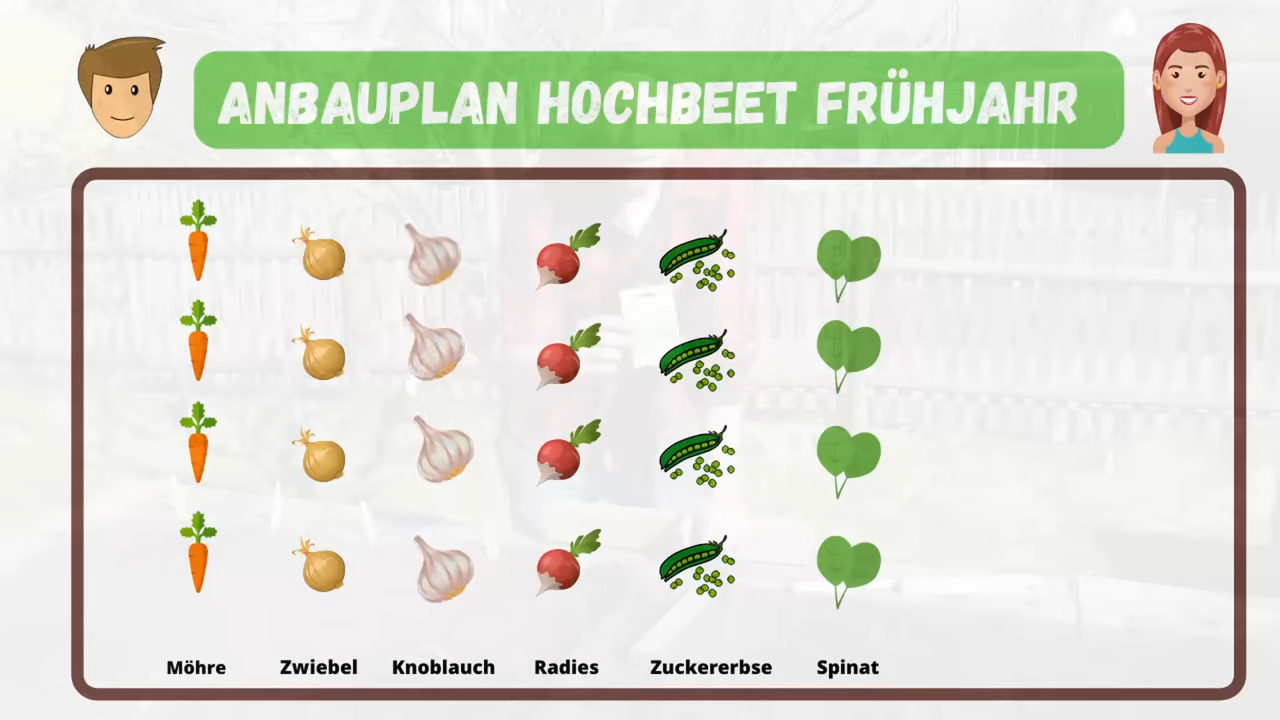 ANBAUPLAN HOCHBEET FRÜHJAHR
Möhre Zwiebel Knoblauch Radies Zuckererbse Spinat